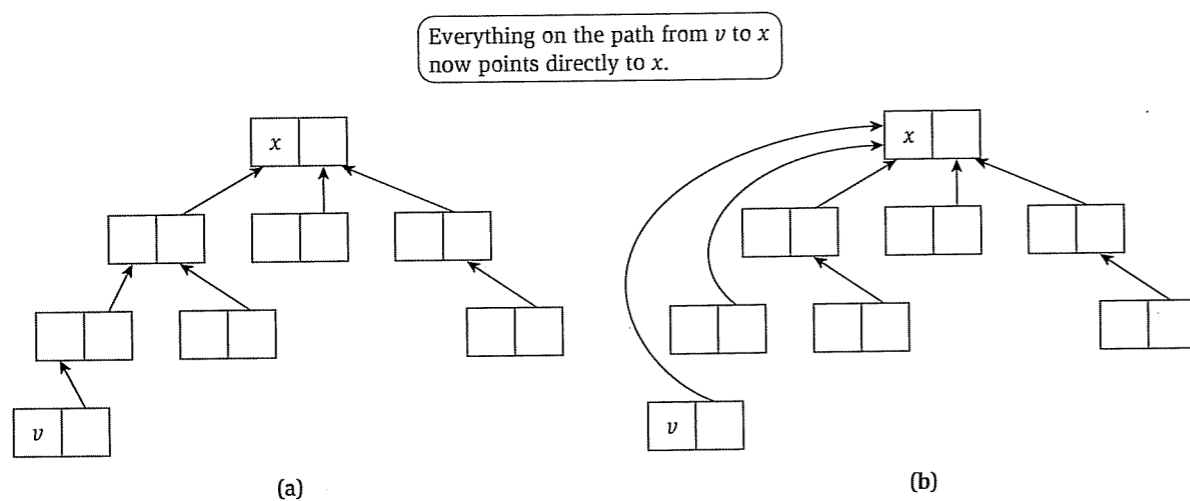 Everything on the path from v to x
now points directly to x.
x
v
(a)
x
v
(b)